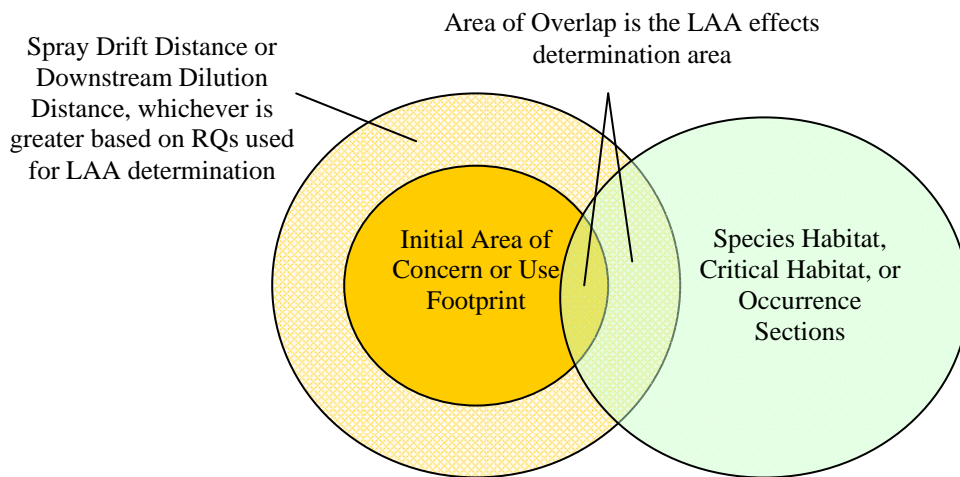 Area of Overlap is the LAA effects
determination area
Spray Drift Distance or
Downstream Dilution
Distance, whichever is
greater based on RQs used
for LAA determination
Initial Area of
Concern or Use
Footprint
Species Habitat,
Critical Habitat, or
Occurrence
Sections